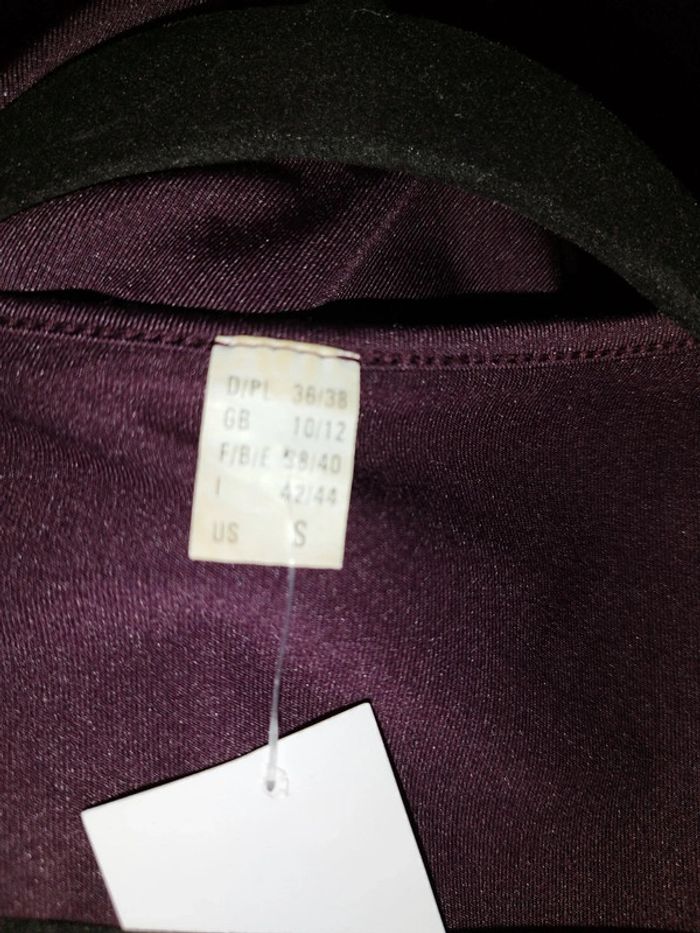 D/PL 36/38
GB 10/12
F/B/E 38/40
I 42/44
US S